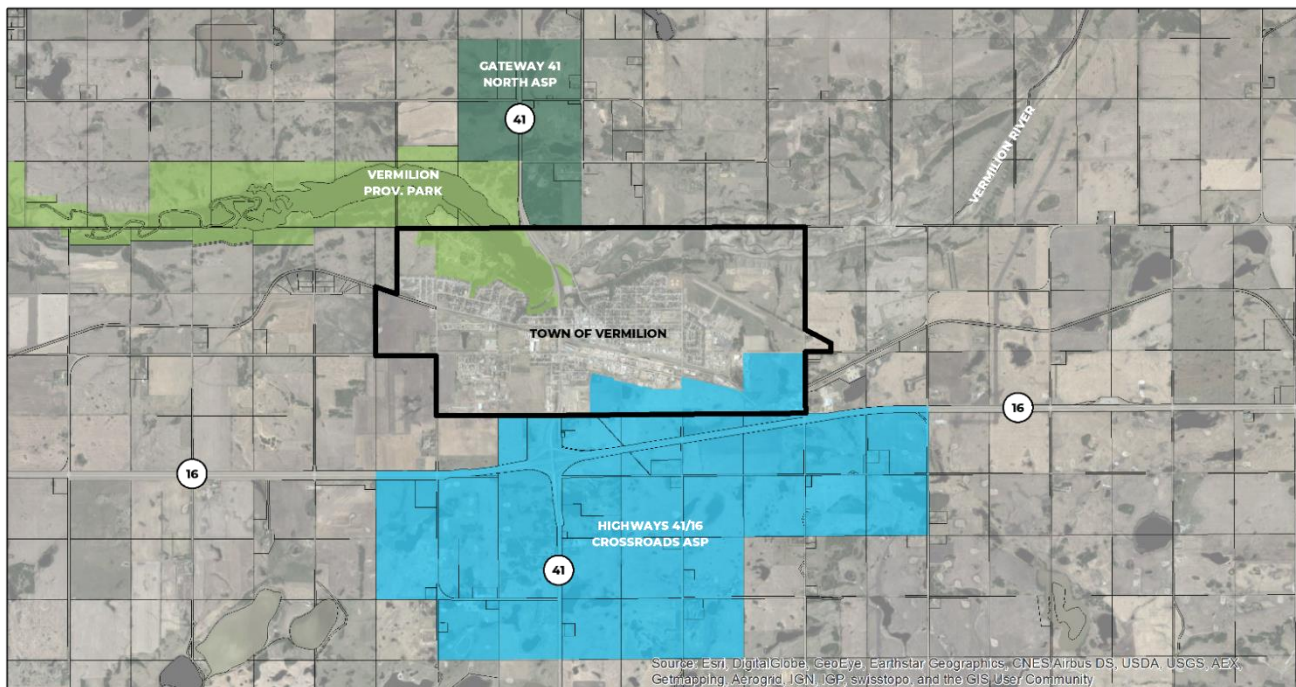 GATEWAY 41
NORTH ASP
41
VERMILION RIVER
VERMILION
PROV. PARK
TOWN OF VERMILION
16
16
HIGHWAYS 41/16
CROSSROADS ASP
41
Source: Esri, DigitalGlobe, GeoEye, Earthstar Geographics, CNES/Airbus DS, USDA, USGS, AEX,
Getmapping, Aerogrid, IGN, IGP, swisstopo, and the GIS User Community